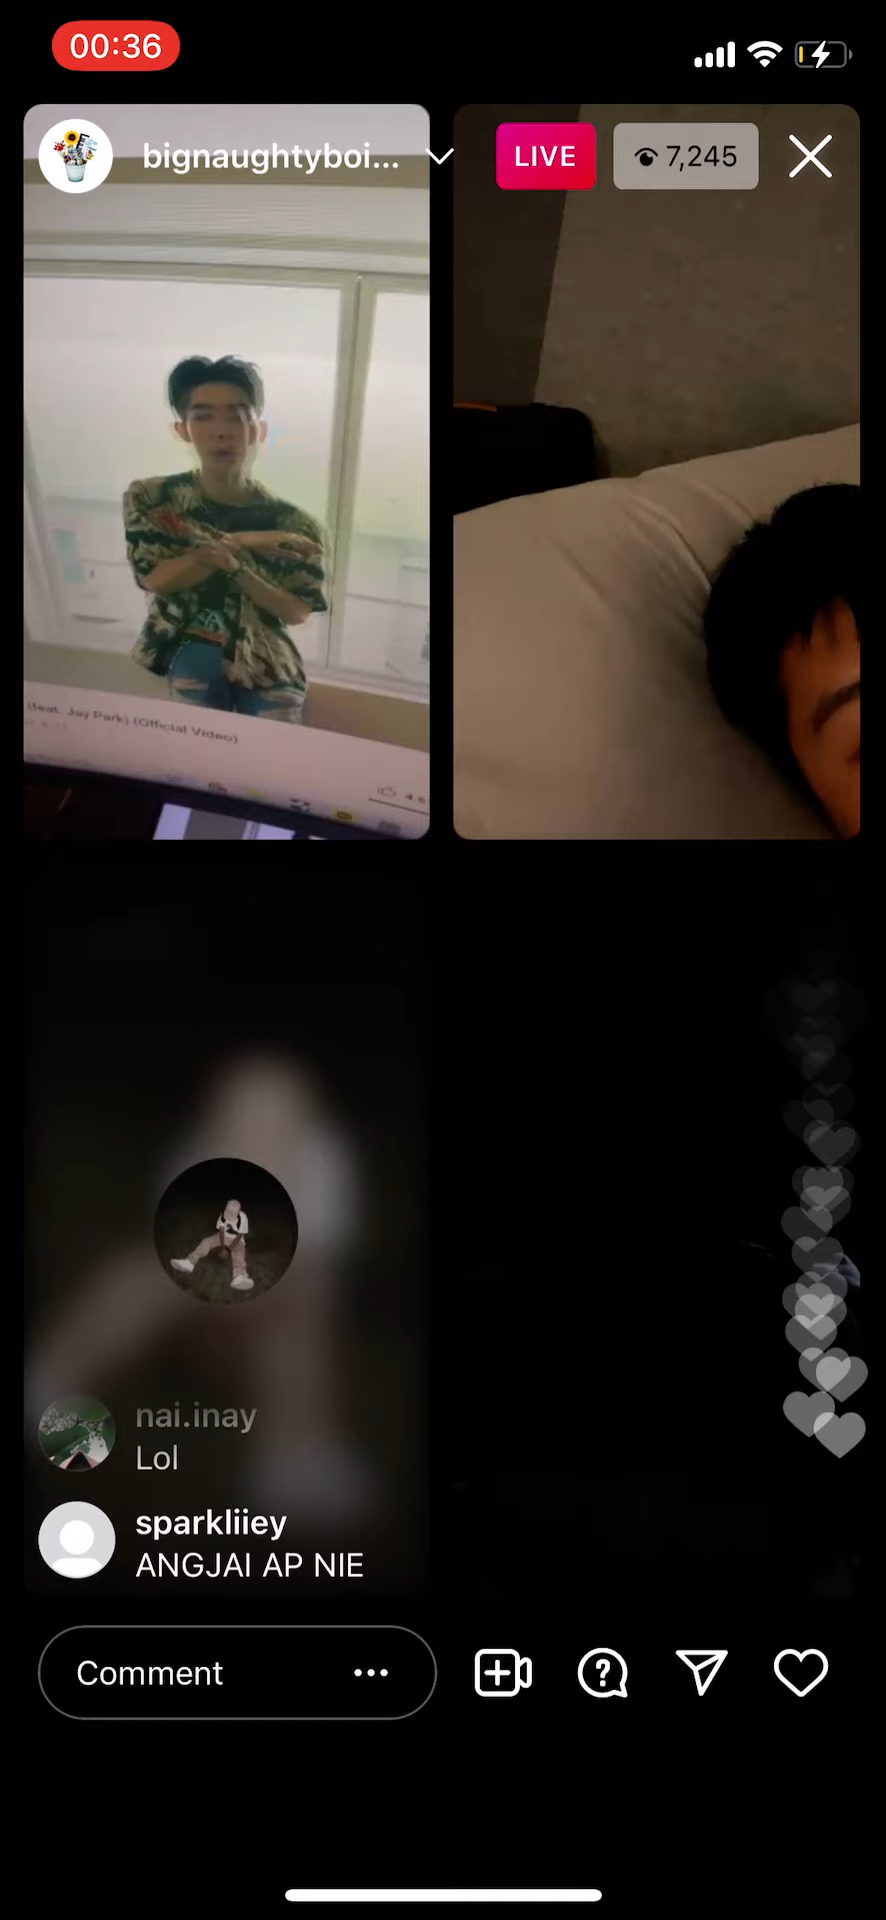 00:36
bignaughtyboi...
LIVE
7,245
(feat. Jay Park) (Official Video)
nai.inay
Lol
sparkliiey
ANGJAI AP NIE
Comment